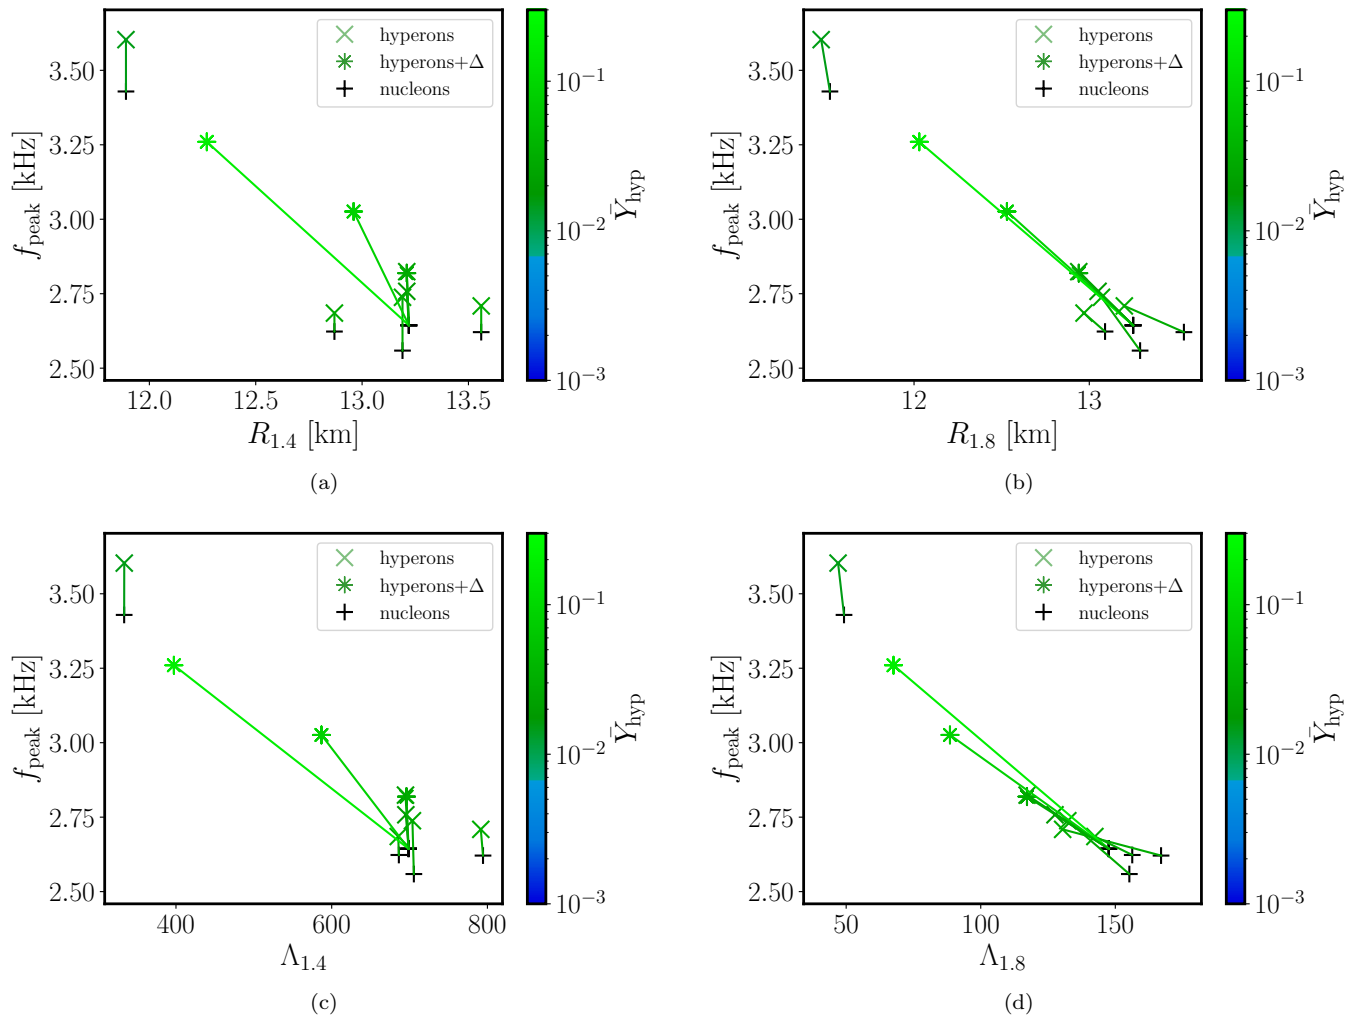 hyperons
hyperons+Δ
nucleons
3.50
3.25
3.00
2.75
2.50
f_peak [kHz]
12.0 12.5 13.0 13.5
R_1.4 [km]
10^−1
10^−2
10^−3
Ȳ_hyp
(a)
hyperons
hyperons+Δ
nucleons
3.50
3.25
3.00
2.75
2.50
f_peak [kHz]
12 13
R_1.8 [km]
10^−1
10^−2
10^−3
Ȳ_hyp
(b)
hyperons
hyperons+Δ
nucleons
3.50
3.25
3.00
2.75
2.50
f_peak [kHz]
400 600 800
Λ_1.4
10^−1
10^−2
10^−3
Ȳ_hyp
(c)
hyperons
hyperons+Δ
nucleons
3.50
3.25
3.00
2.75
2.50
f_peak [kHz]
50 100 150
Λ_1.8
10^−1
10^−2
10^−3
Ȳ_hyp
(d)